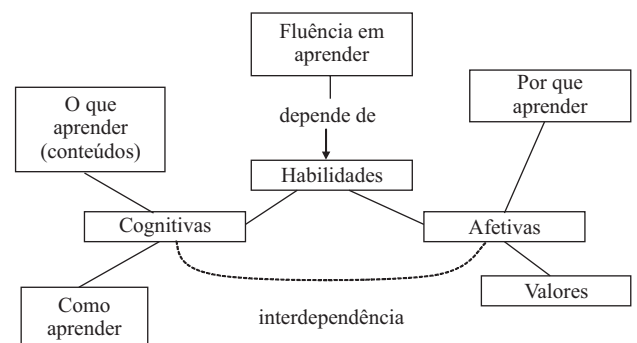 Fluência em
aprender
depende de
Habilidades
O que
aprender
(conteúdos)
Por que
aprender
Cognitivas
Afetivas
Como
aprender
Valores
interdependência